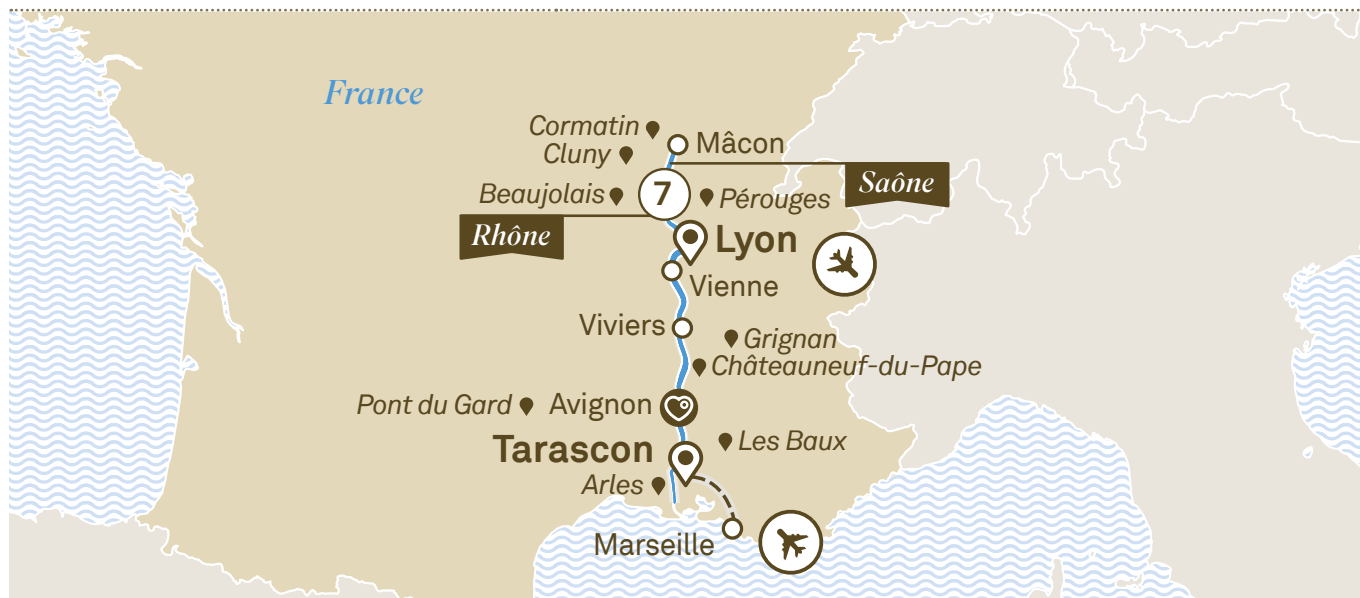 France
Cormatin
Mâcon
Cluny
Saône
Beaujolais
7
Pérouges
Rhône
Lyon
Vienne
Viviers
Grignan
Châteauneuf-du-Pape
Pont du Gard
Avignon
Tarascon
Les Baux
Arles
Marseille